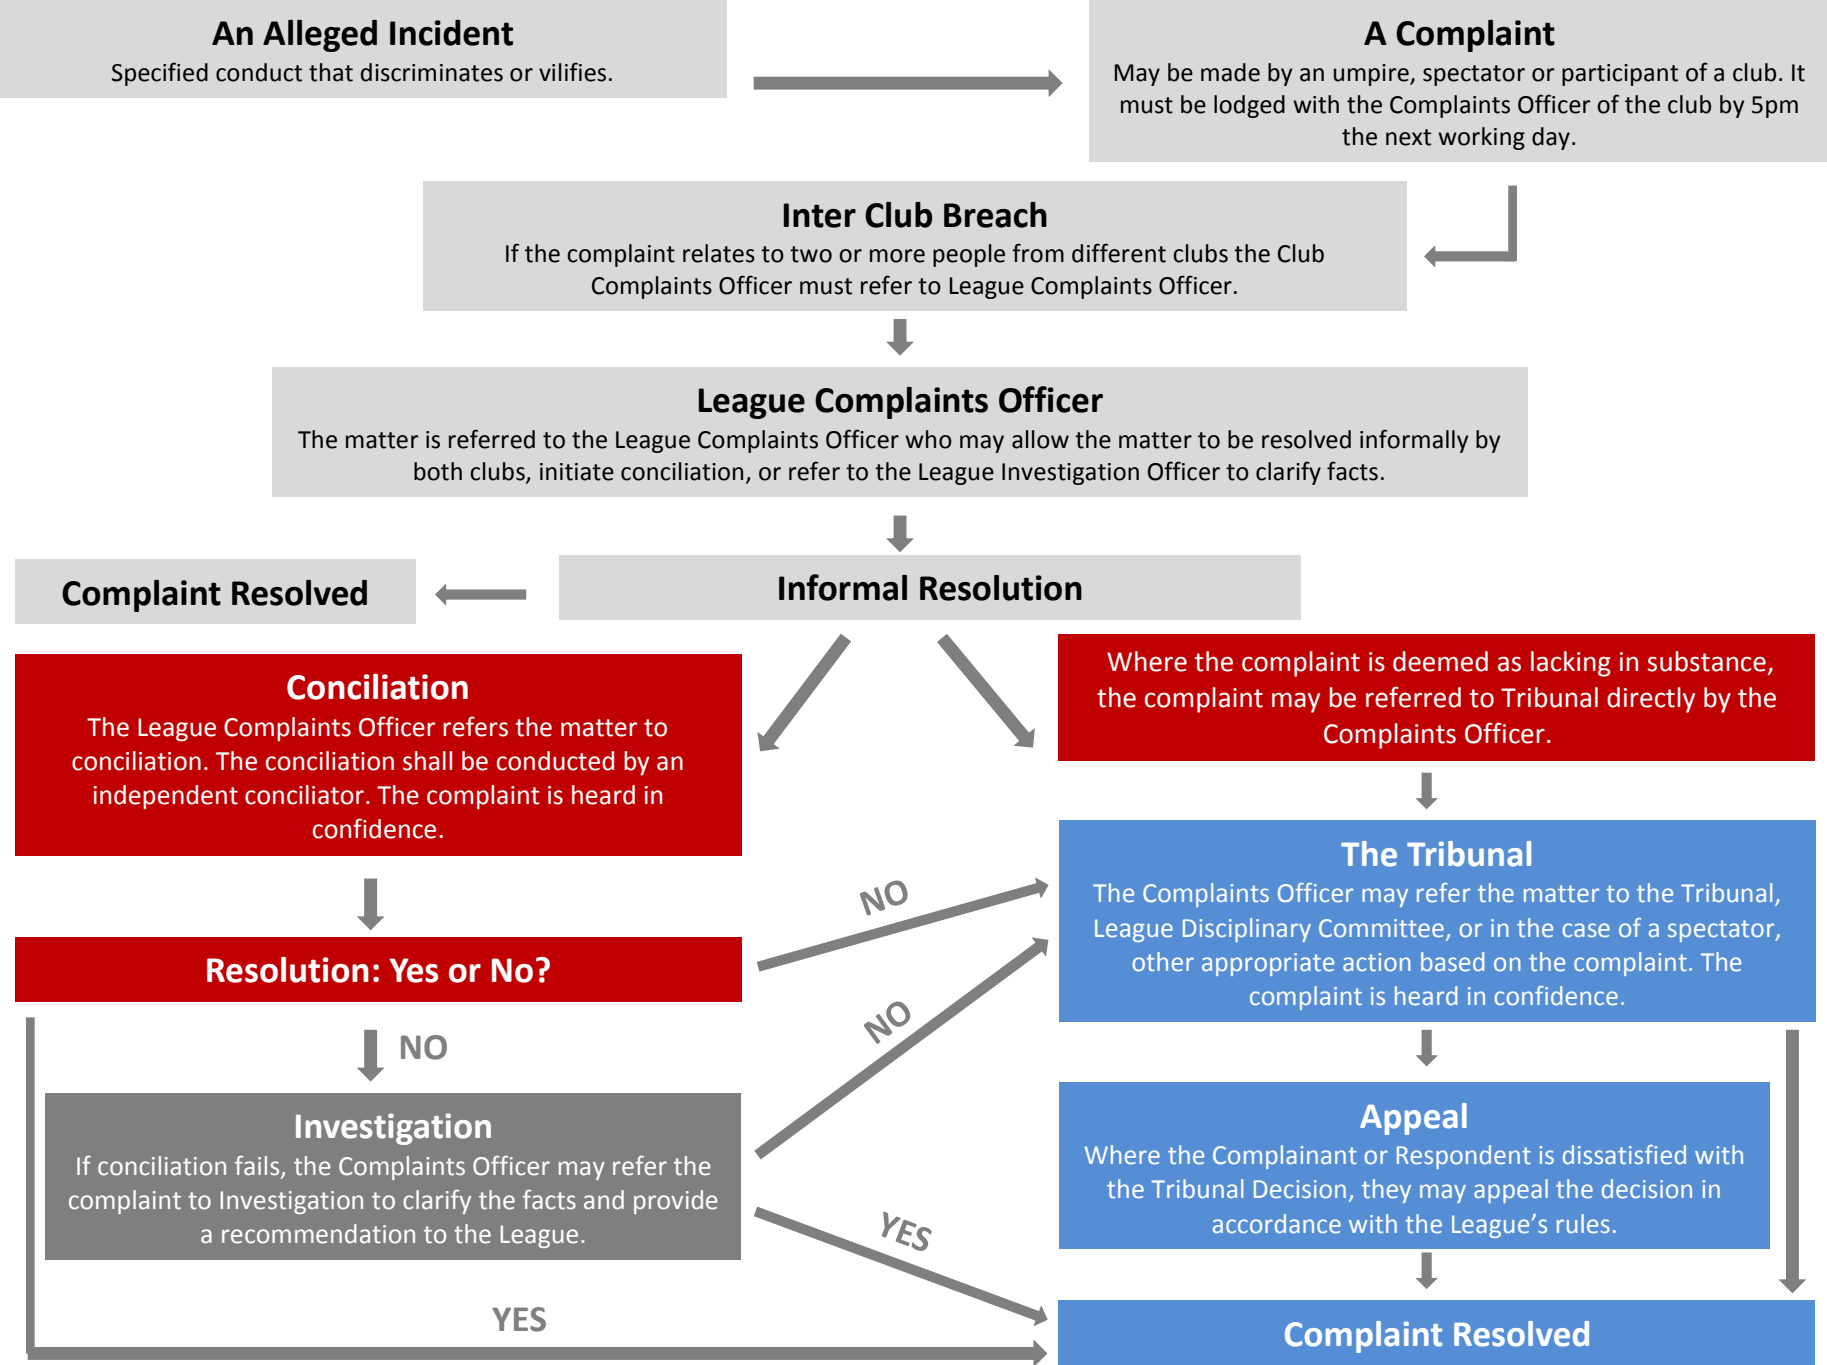 An Alleged Incident
Specified conduct that discriminates or vilifies.
A Complaint
May be made by an umpire, spectator or participant of a club. It
must be lodged with the Complaints Officer of the club by 5pm
the next working day.
Inter Club Breach
If the complaint relates to two or more people from different clubs the Club
Complaints Officer must refer to League Complaints Officer.
League Complaints Officer
The matter is referred to the League Complaints Officer who may allow the matter to be resolved informally by
both clubs, initiate conciliation, or refer to the League Investigation Officer to clarify facts.
Complaint Resolved
Informal Resolution
Conciliation
The League Complaints Officer refers the matter to
conciliation. The conciliation shall be conducted by an
independent conciliator. The complaint is heard in
confidence.
Where the complaint is deemed as lacking in substance,
the complaint may be referred to Tribunal directly by the
Complaints Officer.
Resolution: Yes or No?
NO
NO
NO
The Tribunal
The Complaints Officer may refer the matter to the Tribunal,
League Disciplinary Committee, or in the case of a spectator,
other appropriate action based on the complaint. The
complaint is heard in confidence.
Investigation
If conciliation fails, the Complaints Officer may refer the
complaint to Investigation to clarify the facts and provide
a recommendation to the League.
YES
YES
Appeal
Where the Complainant or Respondent is dissatisfied with
the Tribunal Decision, they may appeal the decision in
accordance with the League’s rules.
Complaint Resolved